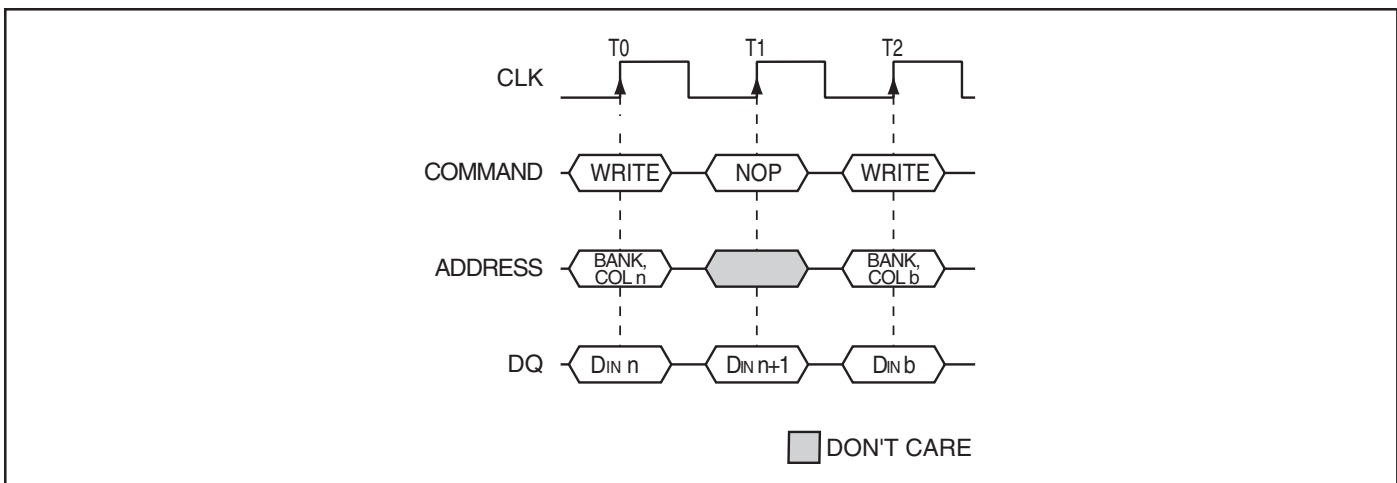 T0 T1 T2
CLK
COMMAND WRITE NOP WRITE
ADDRESS BANK, COL n BANK, COL b
DQ DIN n DIN n+1 DIN b
DON'T CARE